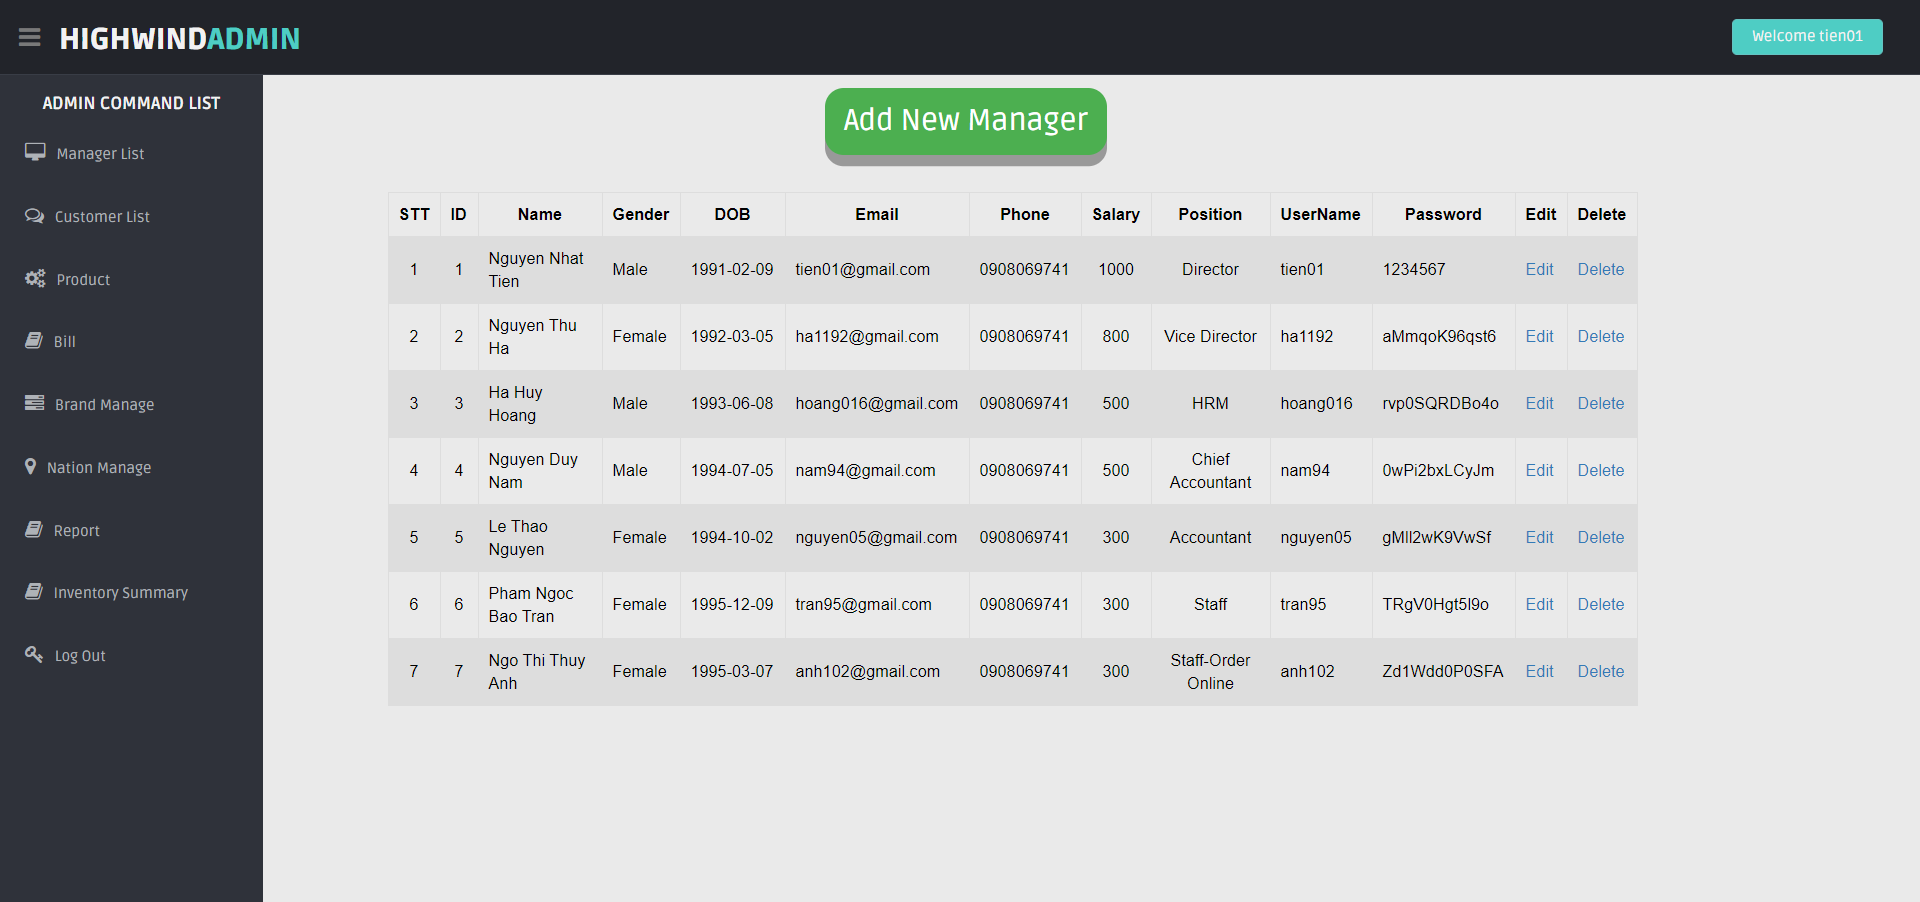 HIGHWINDADMIN
Welcome tien01
ADMIN COMMAND LIST
Manager List
Customer List
Product
Bill
Brand Manage
Nation Manage
Report
Inventory Summary
Log Out
Add New Manager
STT ID Name Gender DOB Email Phone Salary Position UserName Password Edit Delete
1 1 Nguyen Nhat Tien Male 1991-02-09 tien01@gmail.com 0908069741 1000 Director tien01 1234567 Edit Delete
2 2 Nguyen Thu Ha Female 1992-03-05 ha1192@gmail.com 0908069741 800 Vice Director ha1192 aMmqoK96qst6 Edit Delete
3 3 Ha Huy Hoang Male 1993-06-08 hoang016@gmail.com 0908069741 500 HRM hoang016 rvp0SQRDBo4o Edit Delete
4 4 Nguyen Duy Nam Male 1994-07-05 nam94@gmail.com 0908069741 500 Chief Accountant nam94 0wPi2bxLCyJm Edit Delete
5 5 Le Thao Nguyen Female 1994-10-02 nguyen05@gmail.com 0908069741 300 Accountant nguyen05 Edit Delete
6 6 Pham Ngoc Bao Tran Female 1995-12-09 tran95@gmail.com 0908069741 300 Staff tran95 Edit Delete
7 7 Ngo Thi Thuy Anh Female 1995-03-07 anh102@gmail.com 0908069741 300 Staff-Order Online anh102 Zd1Wdd0P0SFA Edit Delete